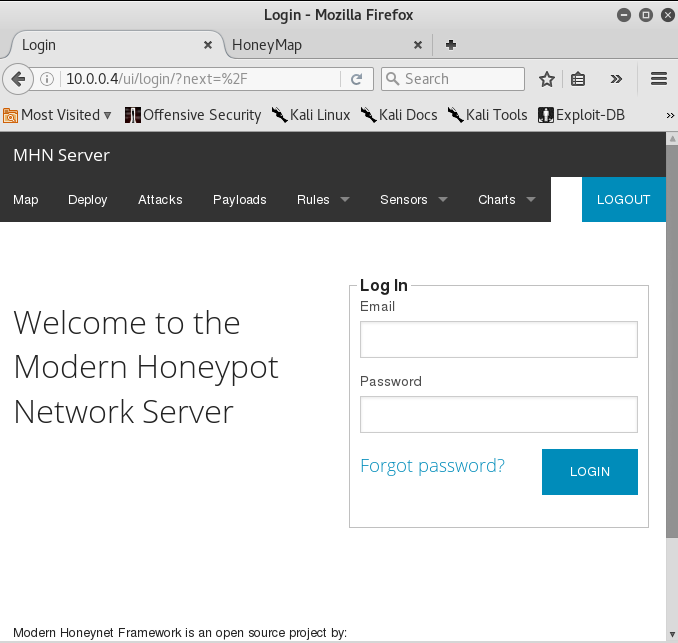 Login - Mozilla Firefox
Login
HoneyMap
10.0.0.4/ui/login/?next=%2F
Search
Most Visited
Offensive Security
Kali Linux
Kali Docs
Kali Tools
Exploit-DB
MHN Server
Map Deploy Attacks Payloads Rules Sensors Charts LOGOUT
Welcome to the
Modern Honeypot
Network Server
Log In
Email
Password
Forgot password?
LOGIN
Modern Honeynet Framework is an open source project by: